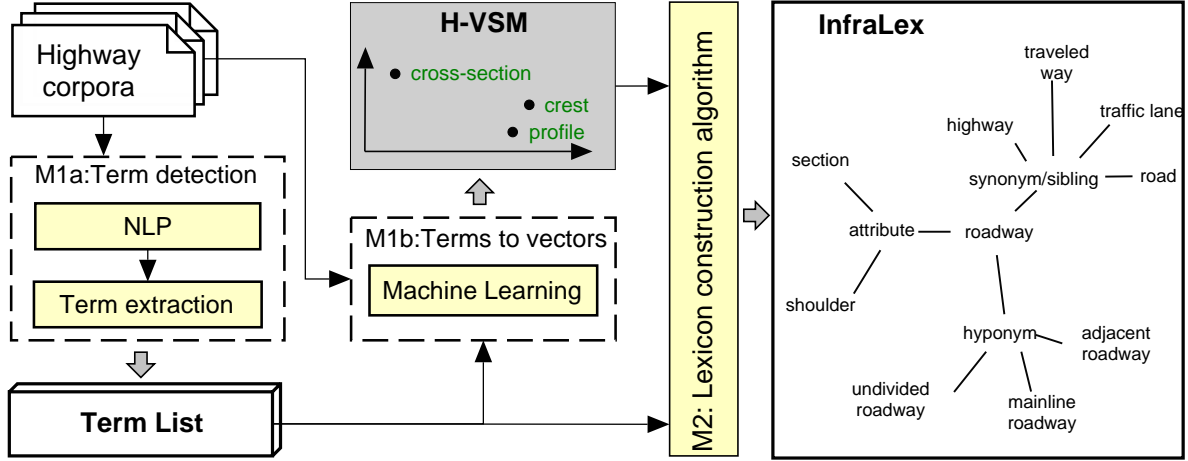 Highway
corpora
M1a:Term detection
NLP
Term extraction
Term List
H-VSM
cross-section
crest
profile
M1b:Terms to vectors
Machine Learning
M2: Lexicon construction algorithm
InfraLex
traveled
way
highway
traffic lane
section
synonym/sibling
road
attribute
roadway
shoulder
hyponym
adjacent
roadway
undivided
roadway
mainline
roadway